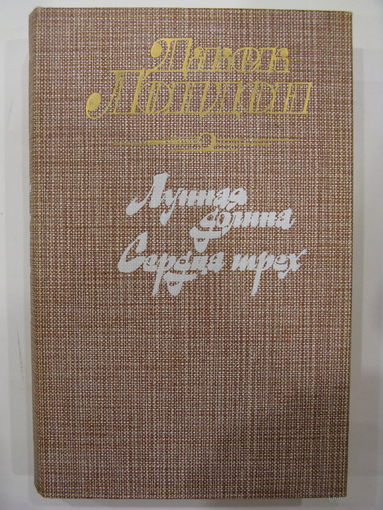 Джек
Лондон
Лунная
долина
Сердца трех